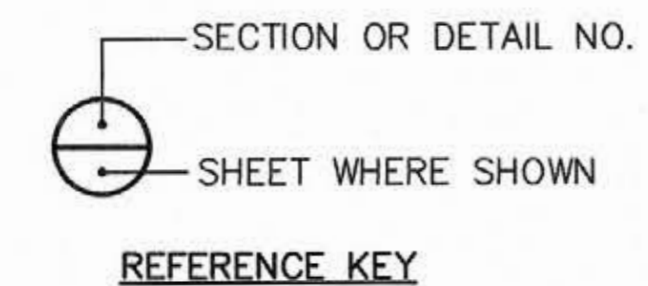 SECTION OR DETAIL NO.
SHEET WHERE SHOWN
REFERENCE KEY